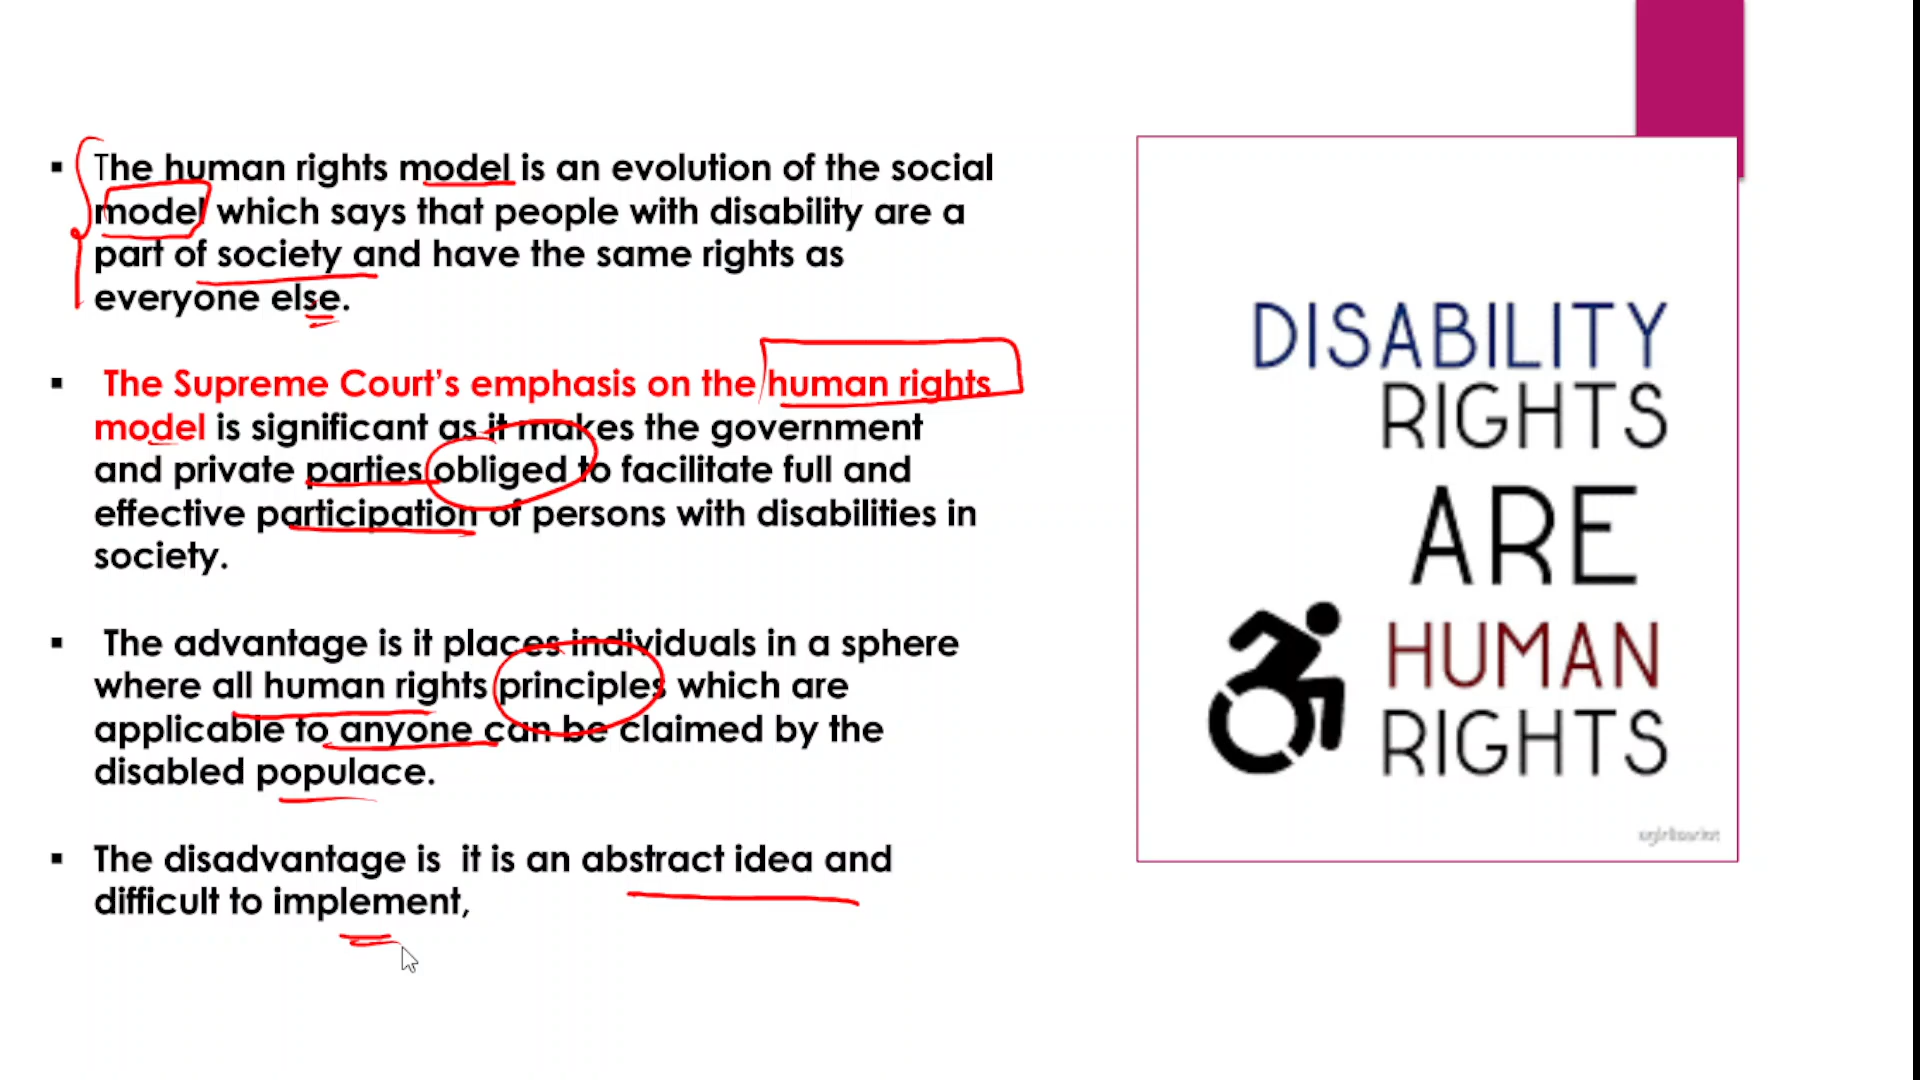 ▪ The human rights model is an evolution of the social
model which says that people with disability are a
part of society and have the same rights as
everyone else.
▪ The Supreme Court’s emphasis on the human rights
model is significant as it makes the government
and private parties obliged to facilitate full and
effective participation of persons with disabilities in
society.
▪ The advantage is it places individuals in a sphere
where all human rights principles which are
applicable to anyone can be claimed by the
disabled populace.
▪ The disadvantage is  it is an abstract idea and
difficult to implement,
DISABILITY
RIGHTS
ARE
HUMAN
RIGHTS